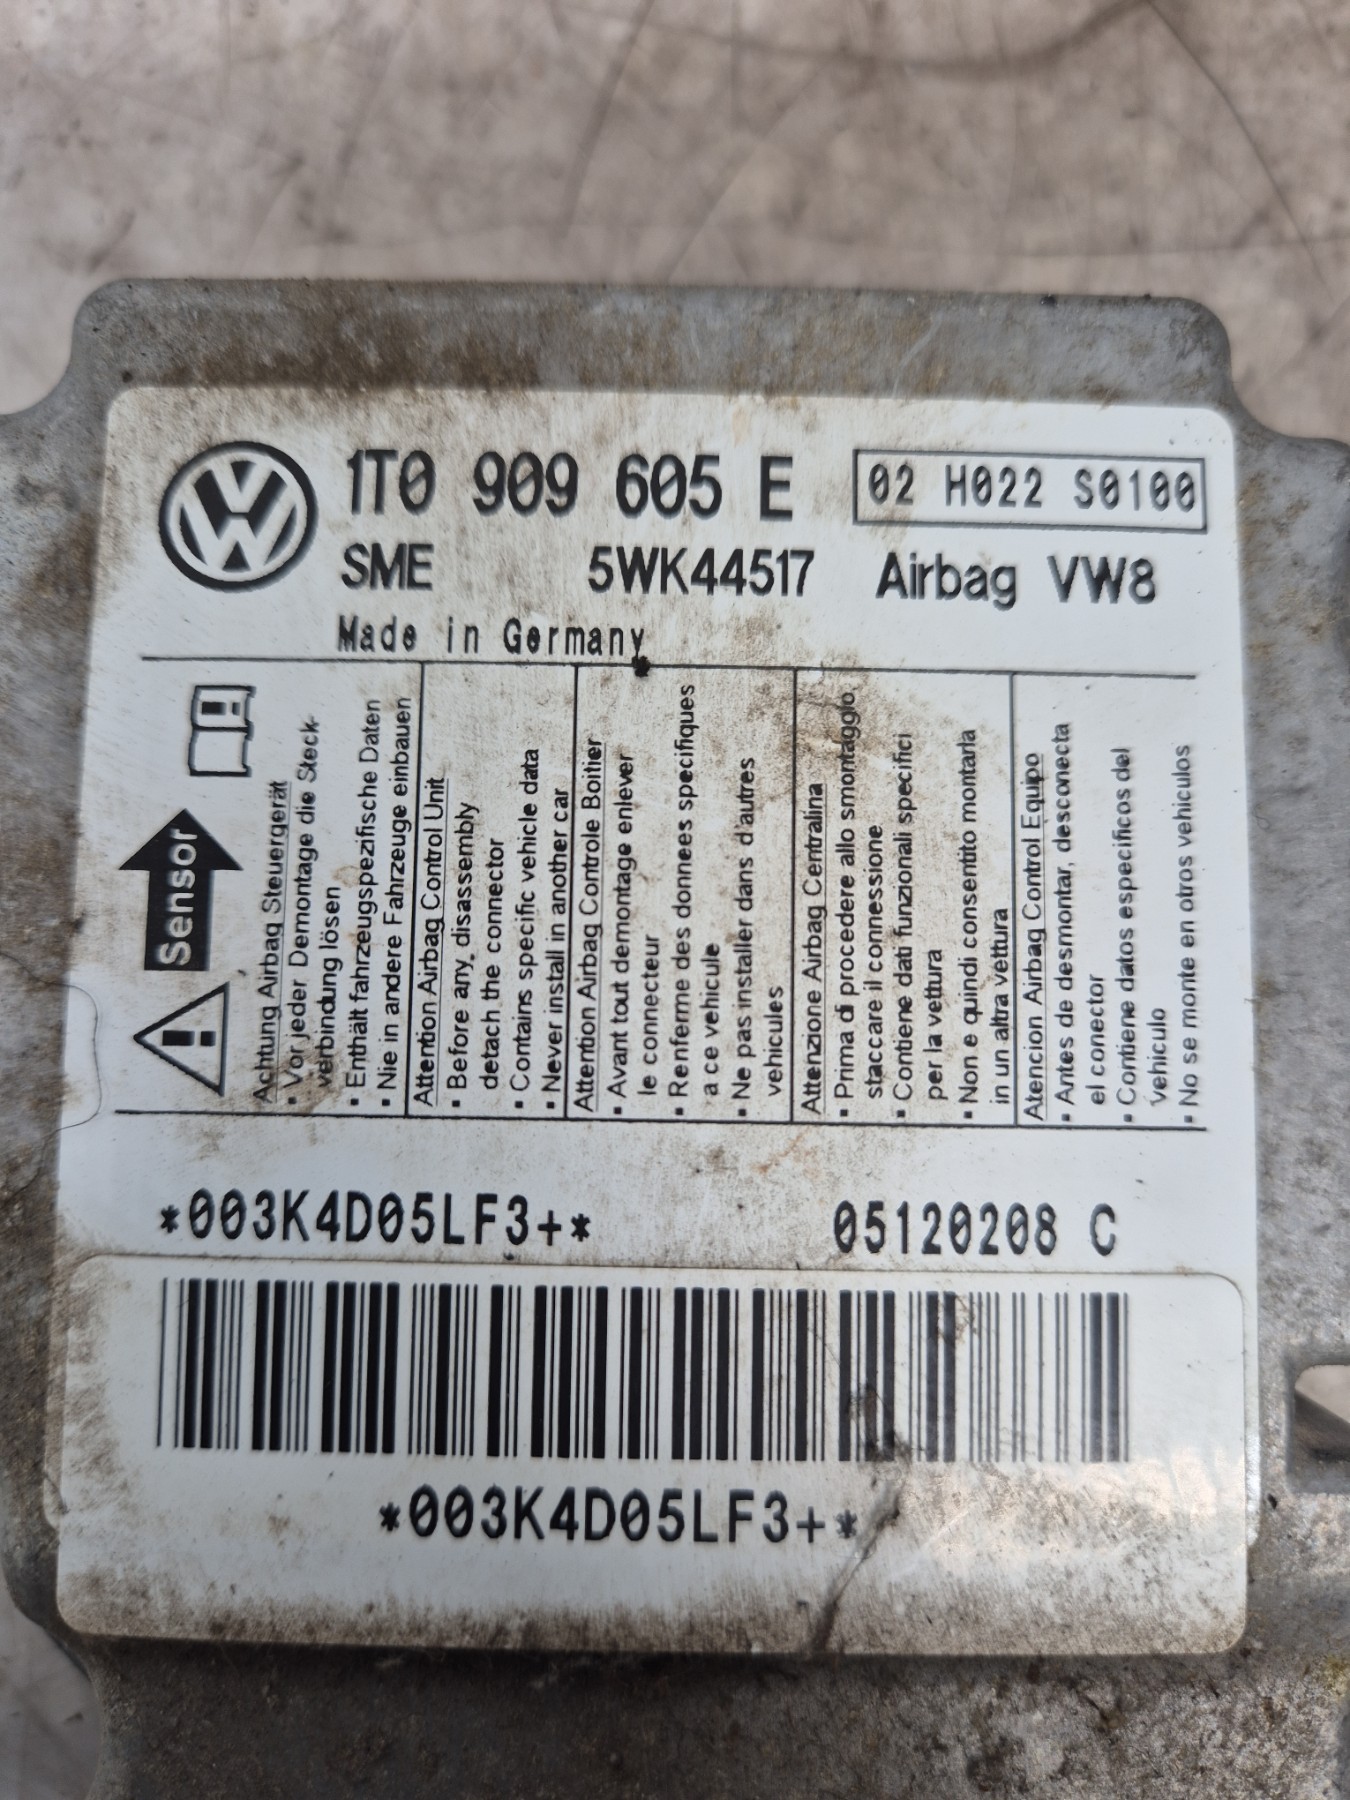 1T0 909 605 E
02 H022 S0100
SME 5WK44517 Airbag VW8
Made in Germany
Sensor
Achtung Airbag Steuergerät
• Vor jeder Demontage die Steck-
verbindung lösen
• Enthält fahrzeugspezifische Daten
• Nie in andere Fahrzeuge einbauen
Attention Airbag Control Unit
• Before any disassembly
detach the connector
• Contains specific vehicle data
• Never install in another car
Attention Airbag Controle Boitier
• Avant tout demontage enlever
le connecteur
• Renferme des donnees specifiques
a ce vehicule
• Ne pas installer dans d'autres
vehicules
Attenzione Airbag Centralina
• Prima di procedere allo smontaggio,
staccare il connessione
• Contiene dati funzionali specifici
per la vettura
• Non e quindi consentito montarla
in un altra vettura
Atencion Airbag Control Equipo
• Antes de desmontar, desconecta
el conector
• Contiene datos especificos del
vehiculo
• No se monte en otros vehiculos
*003K4D05LF3+* 05120208 C
*003K4D05LF3+*